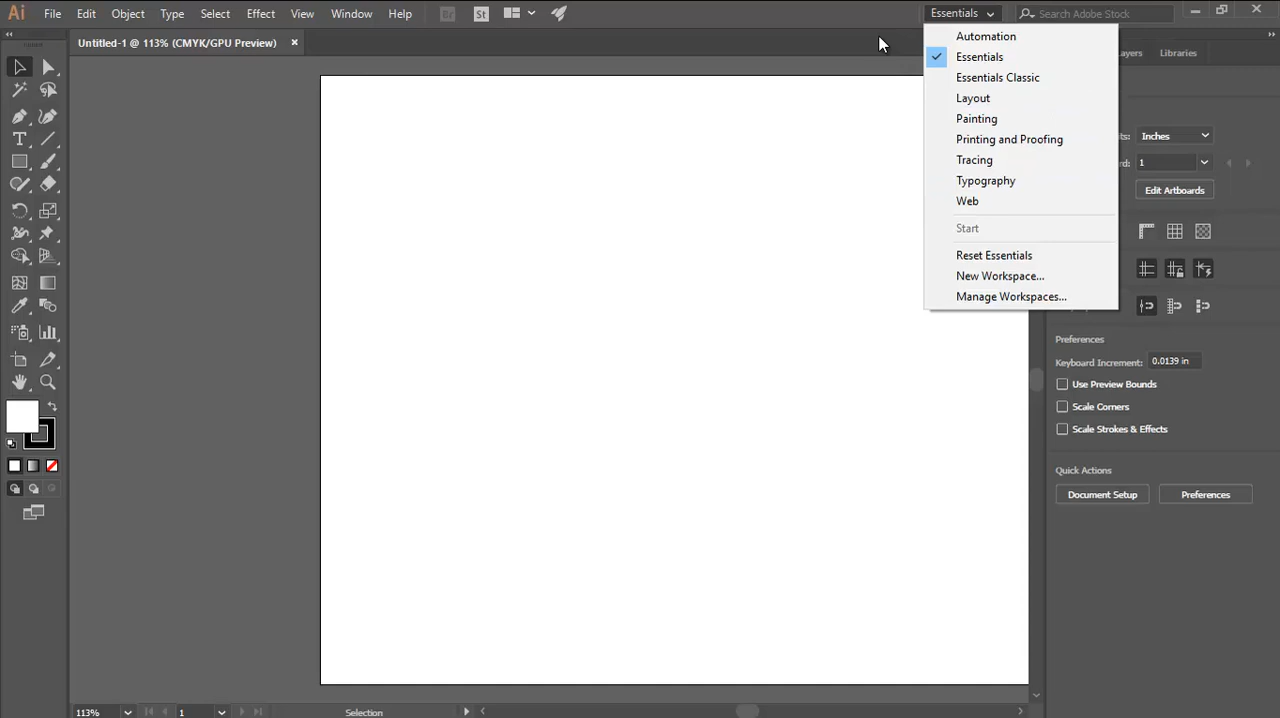 Ai File Edit Object Type Select Effect View Window Help Br St Essentials Search Adobe Stock
Untitled-1 @ 113% (CMYK/GPU Preview) ×
Automation
Essentials
Essentials Classic
Layout
Painting
Printing and Proofing
Tracing
Typography
Web
Start
Reset Essentials
New Workspace...
Manage Workspaces...
Libraries
Inches
1
Edit Artboards
Preferences
Keyboard Increment: 0.0139 in
Use Preview Bounds
Scale Corners
Scale Strokes & Effects
Quick Actions
Document Setup Preferences
113% 1 Selection